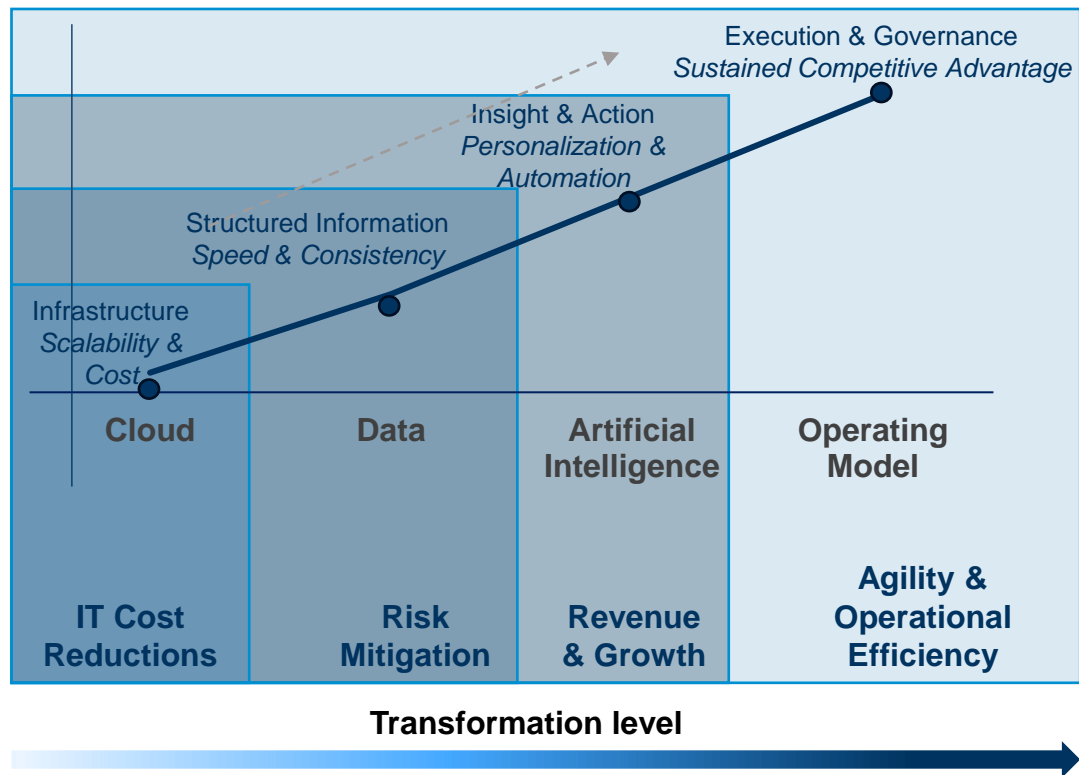 Execution & Governance
Sustained Competitive Advantage
Insight & Action
Personalization &
Automation
Structured Information
Speed & Consistency
Infrastructure
Scalability &
Cost
Cloud
Data
Artificial
Intelligence
Operating
Model
IT Cost
Reductions
Risk
Mitigation
Revenue
& Growth
Agility &
Operational
Efficiency
Transformation level